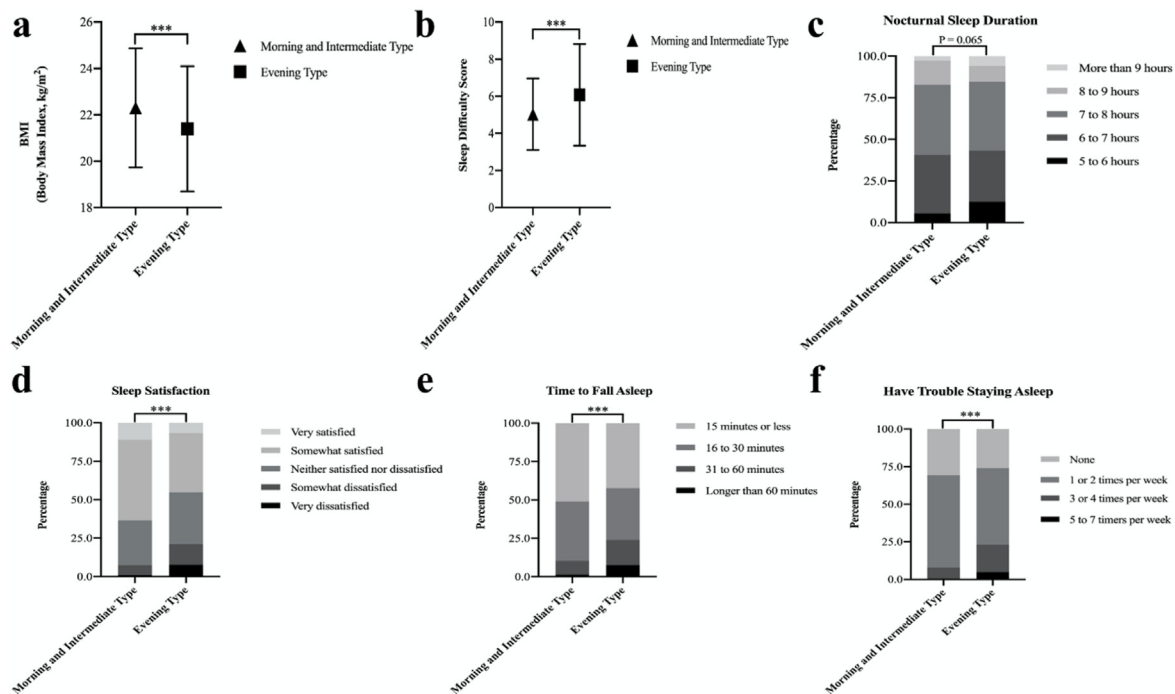 a
26
24
22
20
18
BMI
(Body Mass Index, kg/m²)
***
Morning and Intermediate Type
Evening Type
Morning and Intermediate Type
Evening Type
b
10
8
6
4
2
0
Sleep Difficulty Score
***
Morning and Intermediate Type
Evening Type
Morning and Intermediate Type
Evening Type
c
Nocturnal Sleep Duration
P = 0.065
100.0
75.0
50.0
25.0
0.0
Percentage
More than 9 hours
8 to 9 hours
7 to 8 hours
6 to 7 hours
5 to 6 hours
Morning and Intermediate Type
Evening Type
d
Sleep Satisfaction
***
100.0
75.0
50.0
25.0
0.0
Percentage
Very satisfied
Somewhat satisfied
Neither satisfied nor dissatisfied
Somewhat dissatisfied
Very dissatisfied
Morning and Intermediate Type
Evening Type
e
Time to Fall Asleep
***
100.0
75.0
50.0
25.0
0.0
Percentage
15 minutes or less
16 to 30 minutes
31 to 60 minutes
Longer than 60 minutes
Morning and Intermediate Type
Evening Type
f
Have Trouble Staying Asleep
***
100.0
75.0
50.0
25.0
0.0
Percentage
None
1 or 2 times per week
3 or 4 times per week
5 to 7 timers per week
Morning and Intermediate Type
Evening Type